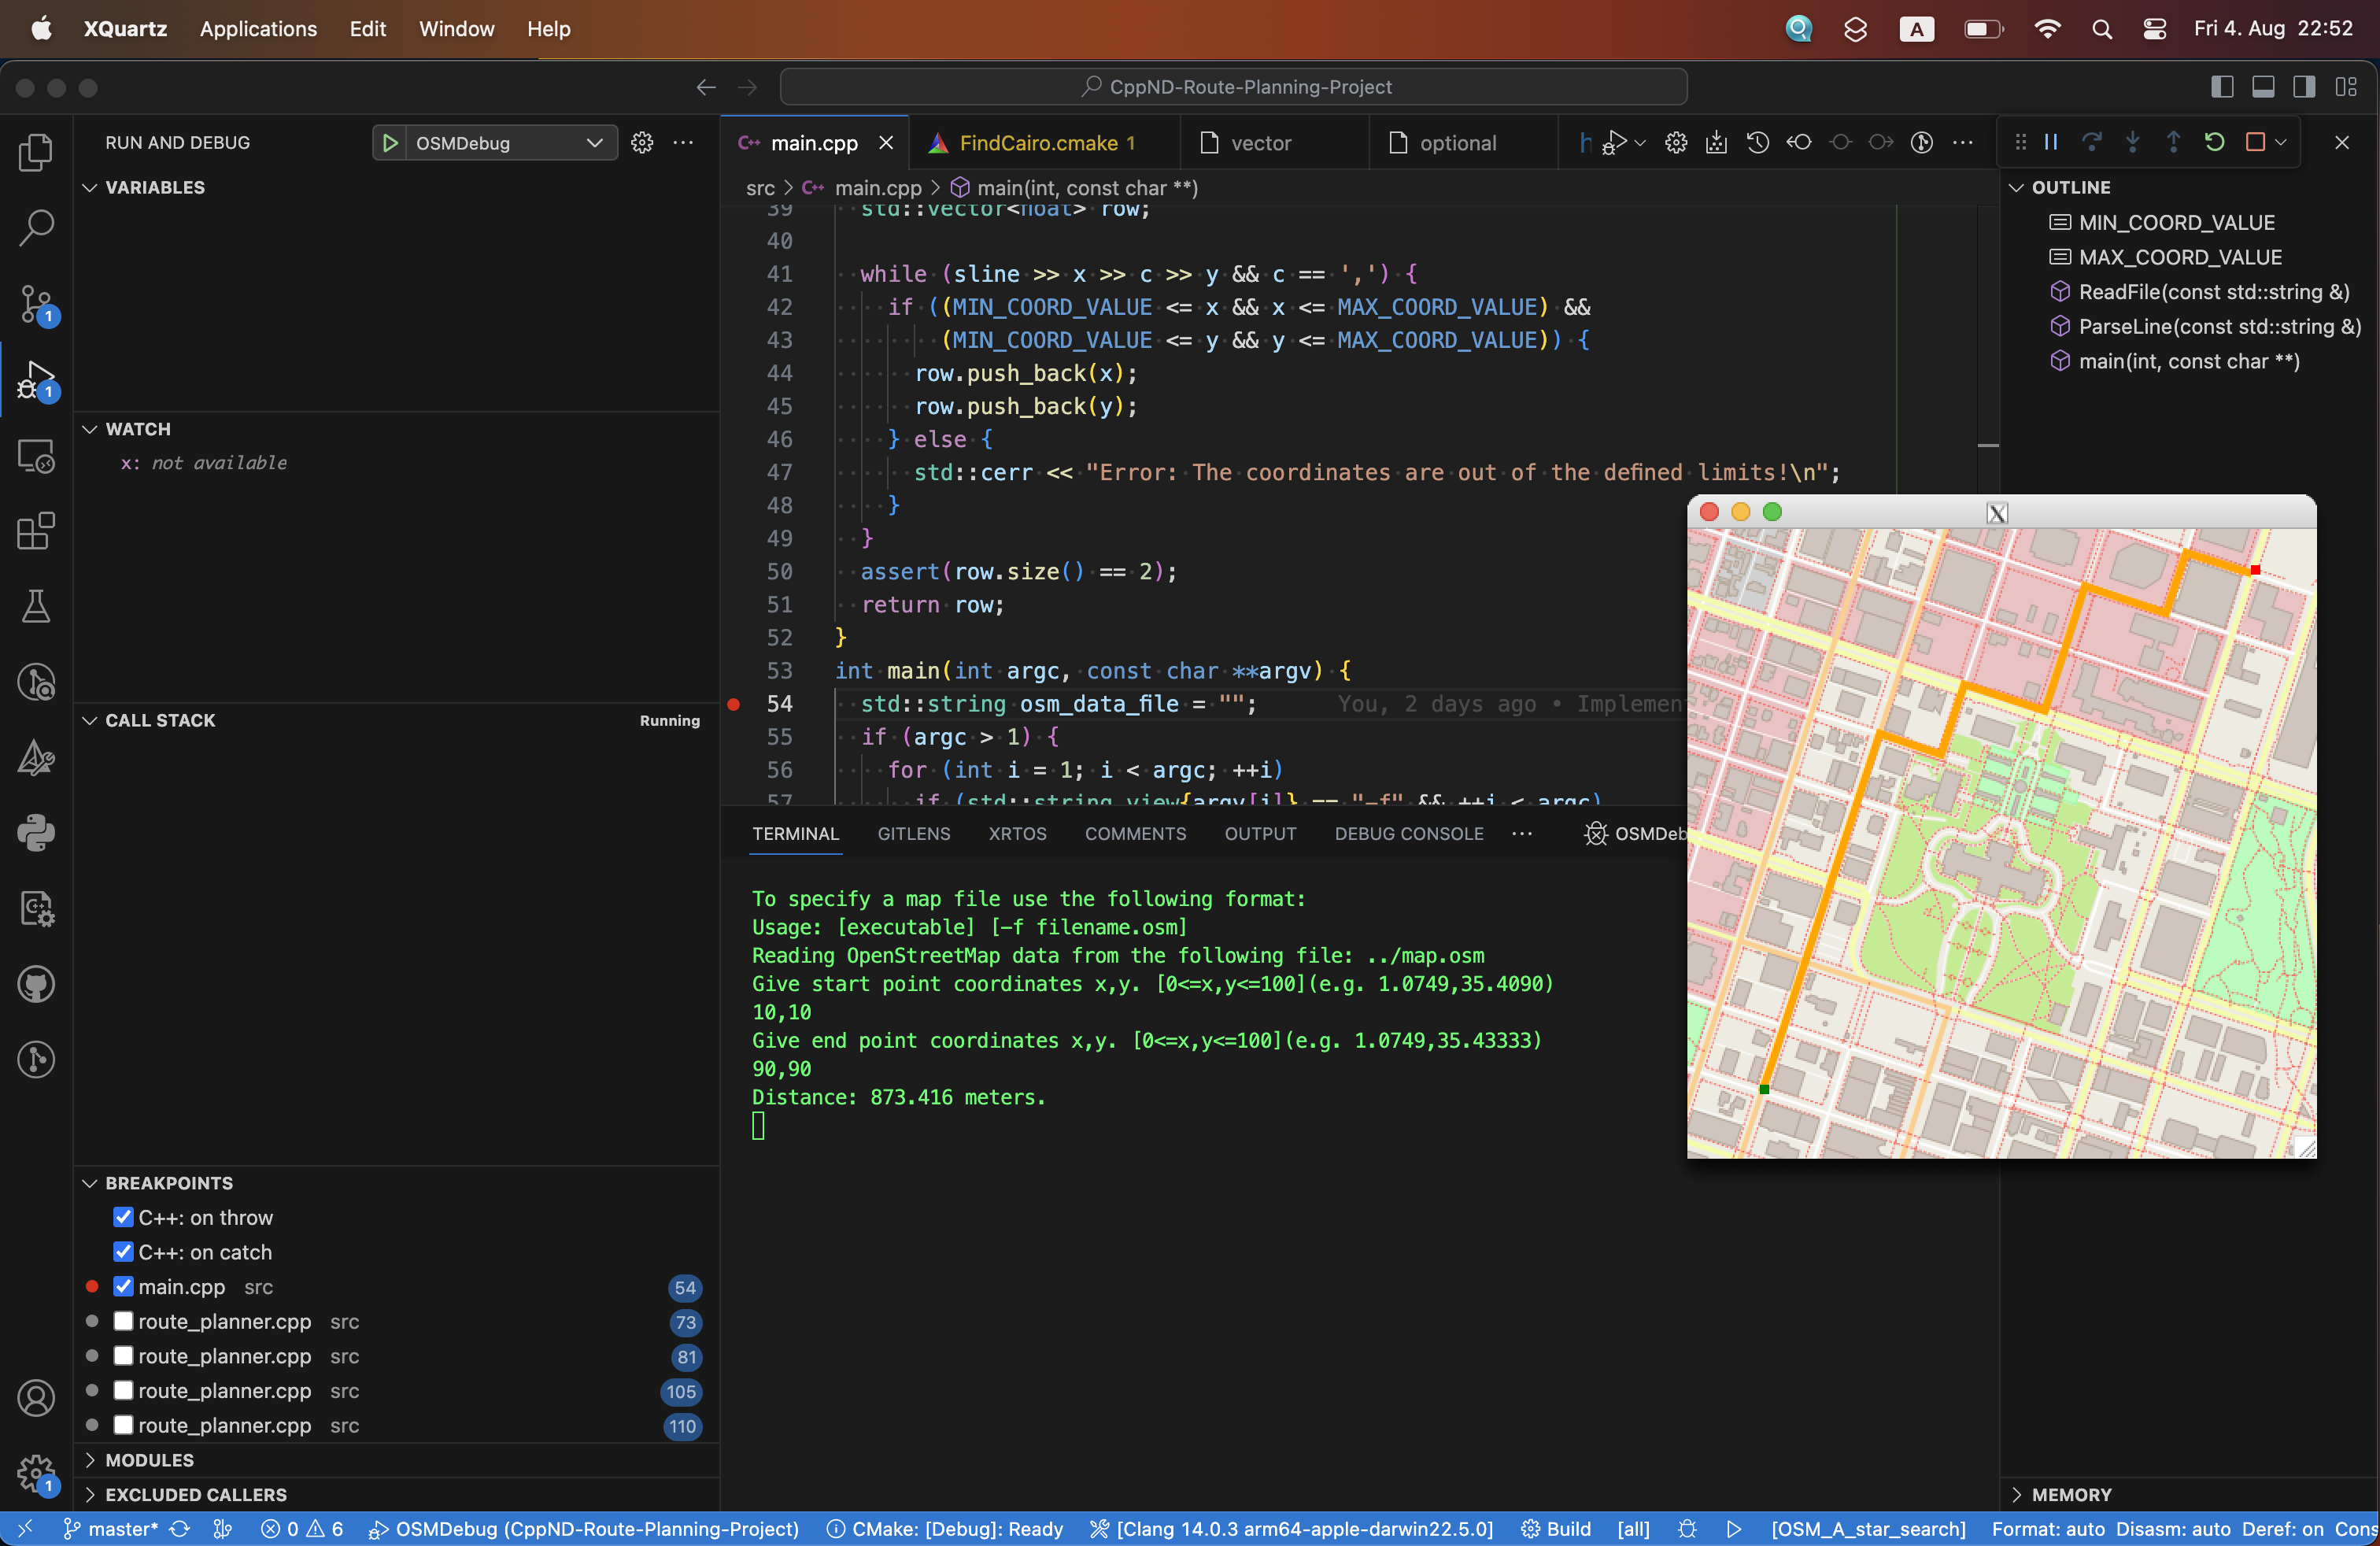 XQuartz Applications Edit Window Help
A Fri 4. Aug 22:52
CppND-Route-Planning-Project
RUN AND DEBUG OSMDebug
main.cpp FindCairo.cmake 1 vector optional
VARIABLES
src > main.cpp > main(int, const char **)
39 std::vector<float> row;
40
41 while (sline >> x >> c >> y && c == ',') {
42 if ((MIN_COORD_VALUE <= x && x <= MAX_COORD_VALUE) &&
43 (MIN_COORD_VALUE <= y && y <= MAX_COORD_VALUE)) {
44 row.push_back(x);
45 row.push_back(y);
46 } else {
47 std::cerr << "Error: The coordinates are out of the defined limits!\n";
48 }
49 }
50 assert(row.size() == 2);
51 return row;
52 }
53 int main(int argc, const char **argv) {
54 std::string osm_data_file = ""; You, 2 days ago • Implemen
55 if (argc > 1) {
56 for (int i = 1; i < argc; ++i)
57 if (std::string_view{argv[i]} == "-f" && ++i < argc)
OUTLINE
MIN_COORD_VALUE
MAX_COORD_VALUE
ReadFile(const std::string &)
ParseLine(const std::string &)
main(int, const char **)
WATCH
x: not available
CALL STACK Running
TERMINAL GITLENS XRTOS COMMENTS OUTPUT DEBUG CONSOLE ··· OSMDeb
To specify a map file use the following format:
Usage: [executable] [-f filename.osm]
Reading OpenStreetMap data from the following file: ../map.osm
Give start point coordinates x,y. [0<=x,y<=100](e.g. 1.0749,35.4090)
10,10
Give end point coordinates x,y. [0<=x,y<=100](e.g. 1.0749,35.43333)
90,90
Distance: 873.416 meters.
BREAKPOINTS
C++: on throw
C++: on catch
main.cpp src 54
route_planner.cpp src 73
route_planner.cpp src 81
route_planner.cpp src 105
route_planner.cpp src 110
MODULES
EXCLUDED CALLERS
MEMORY
1
1
1
master* 0 6 OSMDebug (CppND-Route-Planning-Project) CMake: [Debug]: Ready [Clang 14.0.3 arm64-apple-darwin22.5.0] Build [all] [OSM_A_star_search] Format: auto Disasm: auto Deref: on Cons